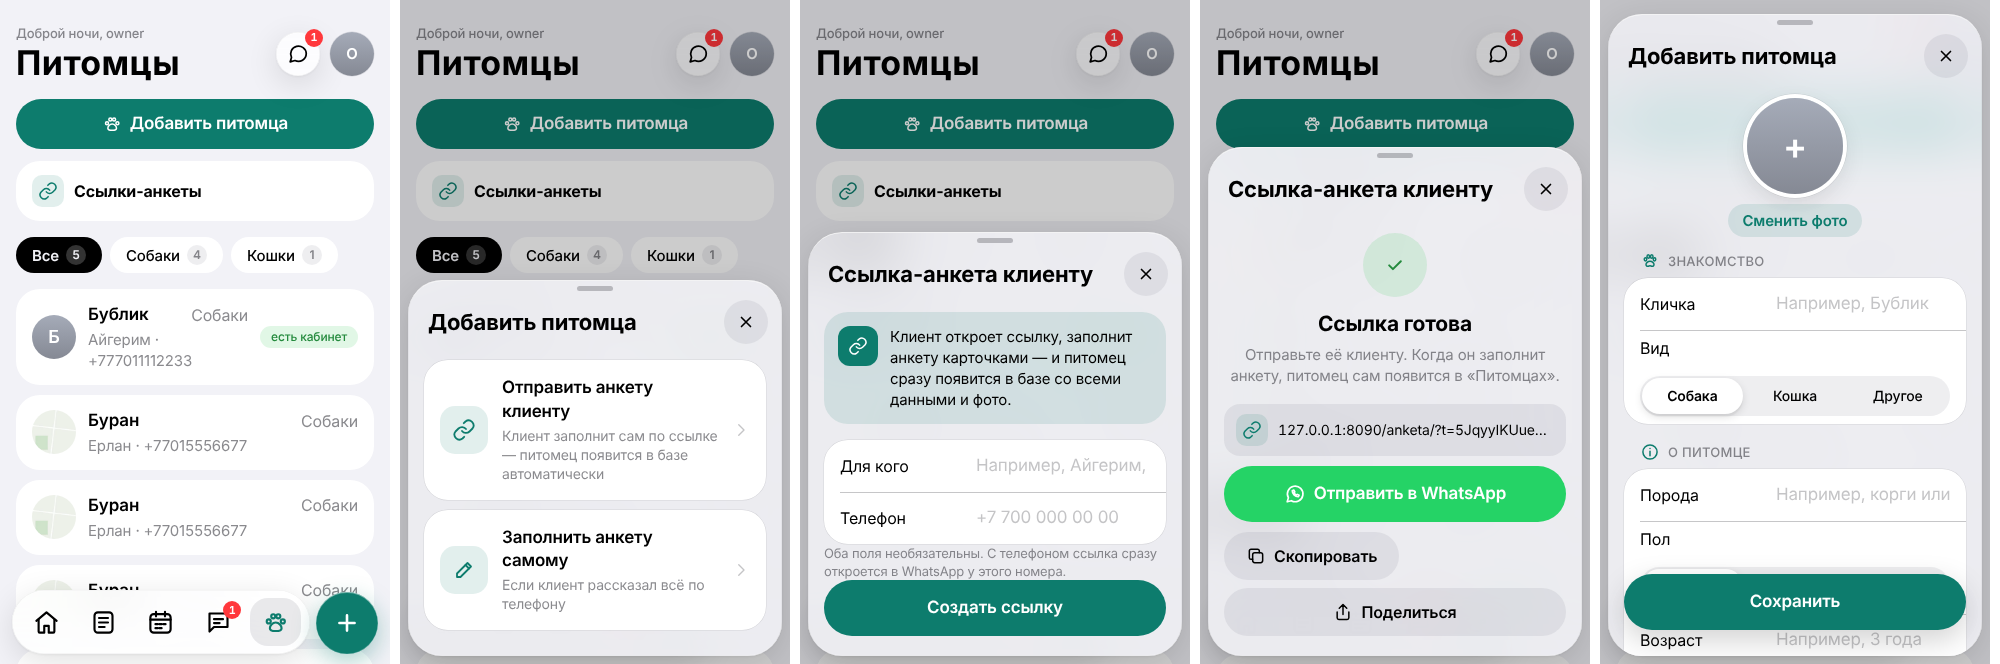 Доброй ночи, owner
Питомцы
1
O
Добавить питомца
Ссылки-анкеты
Все 5
Собаки 4
Кошки 1
Б
Бублик
Собаки
Айгерим ·
+777011112233
есть кабинет
Буран
Собаки
Ерлан · +77015556677
Буран
Собаки
Ерлан · +77015556677
Буран
Собаки
1
+
Доброй ночи, owner
Питомцы
1
O
Добавить питомца
Ссылки-анкеты
Все 5
Собаки 4
Кошки 1
Добавить питомца
Отправить анкету
клиенту
Клиент заполнит сам по ссылке
— питомец появится в базе
автоматически
Заполнить анкету
самому
Если клиент рассказал всё по
телефону
Доброй ночи, owner
Питомцы
1
O
Добавить питомца
Ссылки-анкеты
Ссылка-анкета клиенту
Клиент откроет ссылку, заполнит
анкету карточками — и питомец
сразу появится в базе со всеми
данными и фото.
Для кого
Например, Айгерим,
Телефон
+7 700 000 00 00
Оба поля необязательны. С телефоном ссылка сразу
откроется в WhatsApp у этого номера.
Создать ссылку
Доброй ночи, owner
Питомцы
1
O
Добавить питомца
Ссылка-анкета клиенту
Ссылка готова
Отправьте её клиенту. Когда он заполнит
анкету, питомец сам появится в «Питомцах».
127.0.0.1:8090/anketa/?t=5JqyylKUue...
Отправить в WhatsApp
Скопировать
Поделиться
Добавить питомца
+
Сменить фото
ЗНАКОМСТВО
Кличка
Например, Бублик
Вид
Собака
Кошка
Другое
О ПИТОМЦЕ
Порода
Например, корги или
Пол
Сохранить
Возраст
Например, 3 года